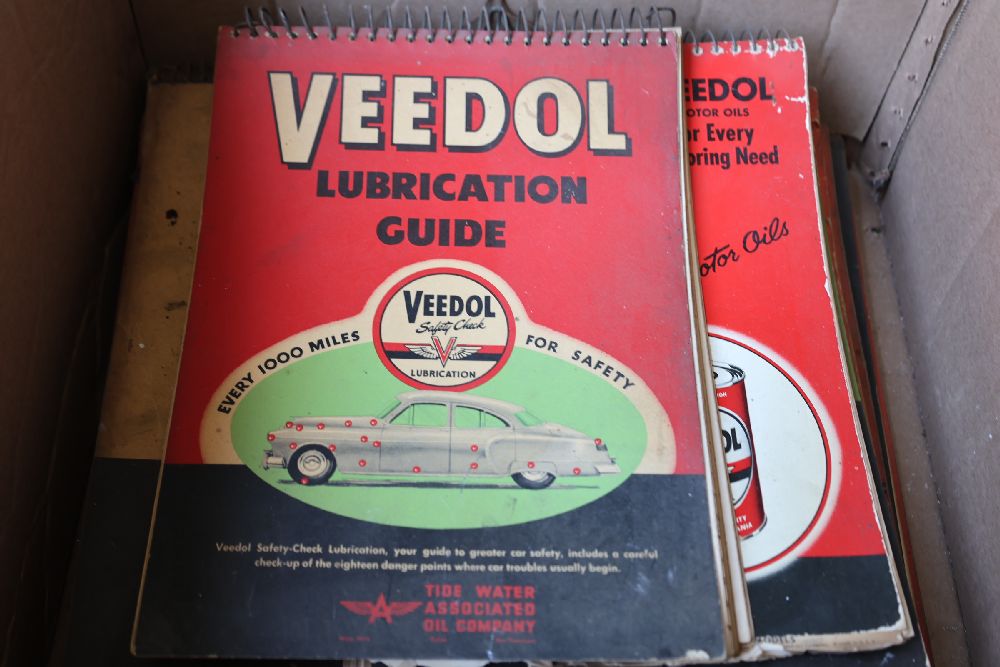 VEEDOL
LUBRICATION
GUIDE
EVERY 1000 MILES
FOR SAFETY
VEEDOL
Safety Check
LUBRICATION
Veedol Safety-Check Lubrication, your guide to greater car safety, includes a careful
check-up of the eighteen danger points where car troubles usually begin.
TIDE WATER
ASSOCIATED
OIL COMPANY
EEDOL
OTOR OILS
or Every
oring Need
otor Oils
DOL